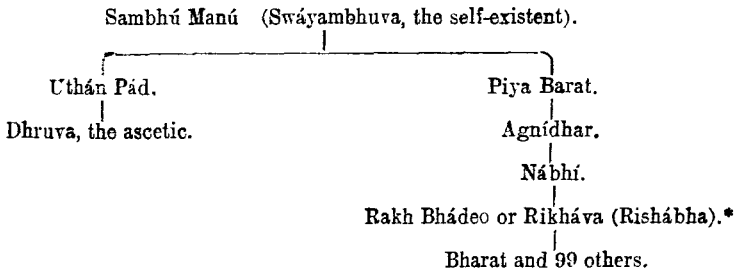 Sambhú Manú (Swáyambhuva, the self-existent).
Uthán Pád. Piya Barat.
Dhruva, the ascetic. Agnídhar.
Nábhí.
Rakh Bhádeo or Rikháva (Rishábha).*
Bharat and 99 others.